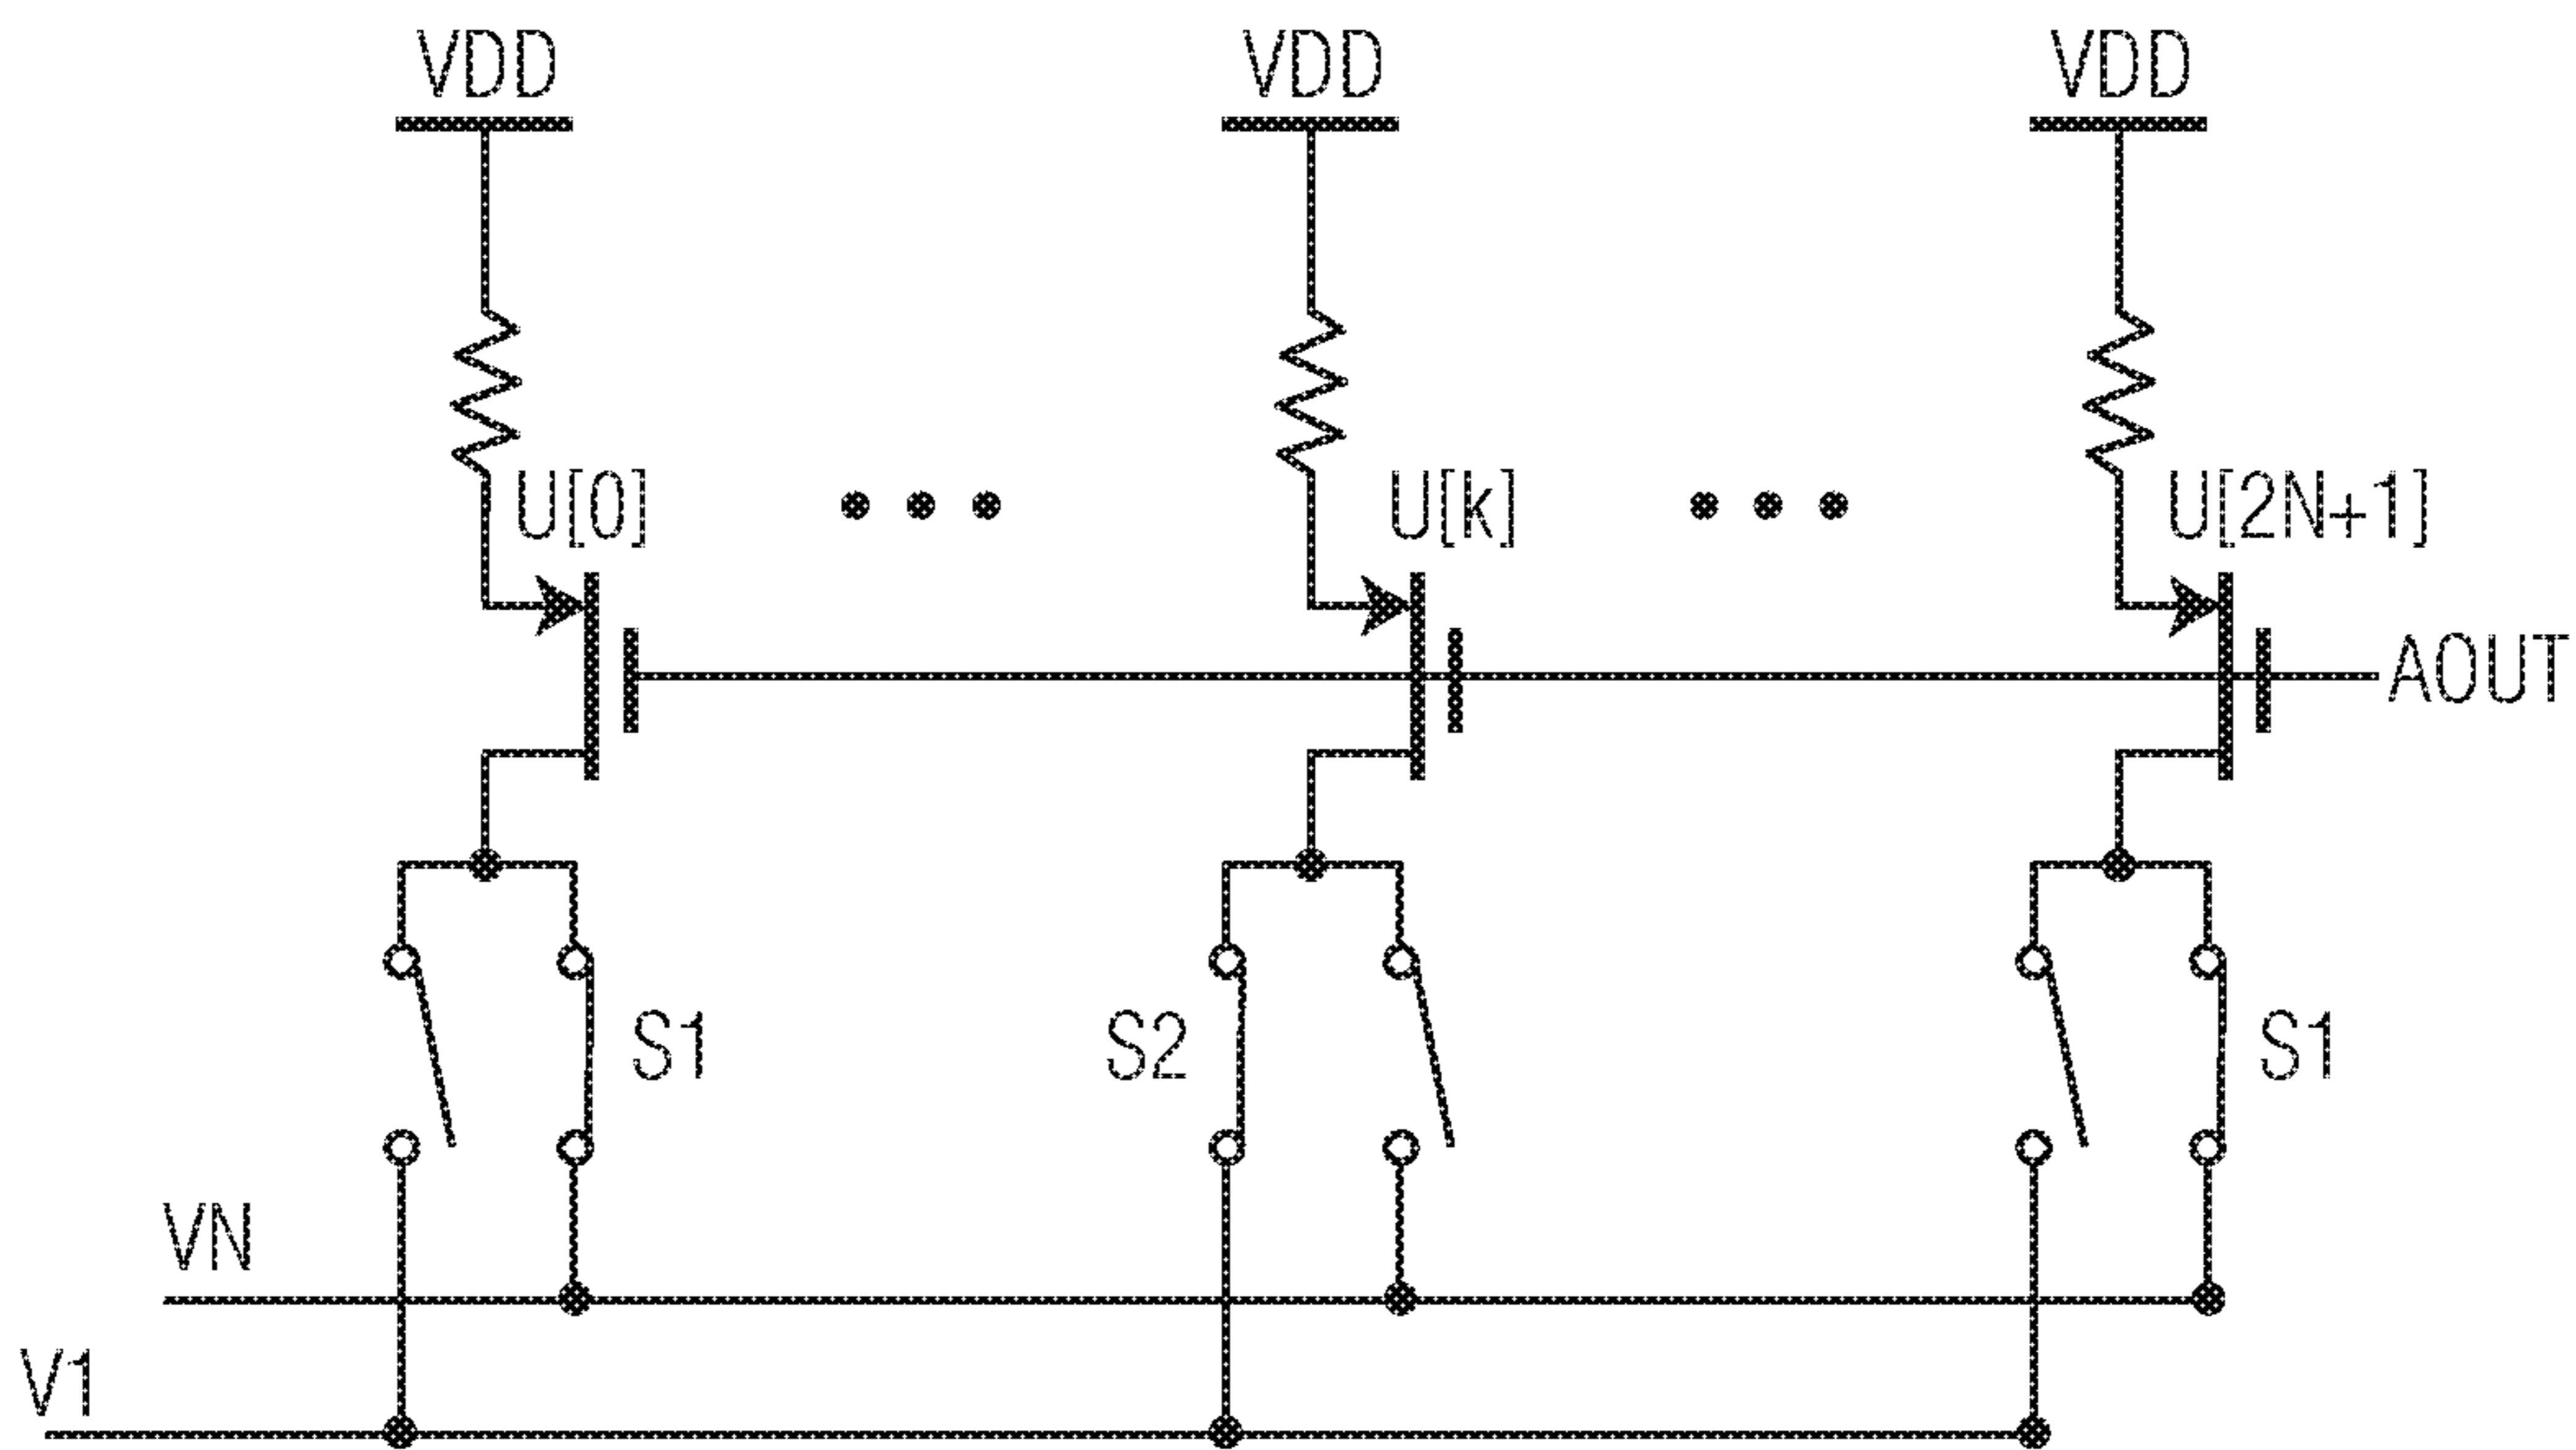 VDD VDD VDD
U[0] U[k] U[2N+1]
AOUT
S1 S2 S1
VN
V1